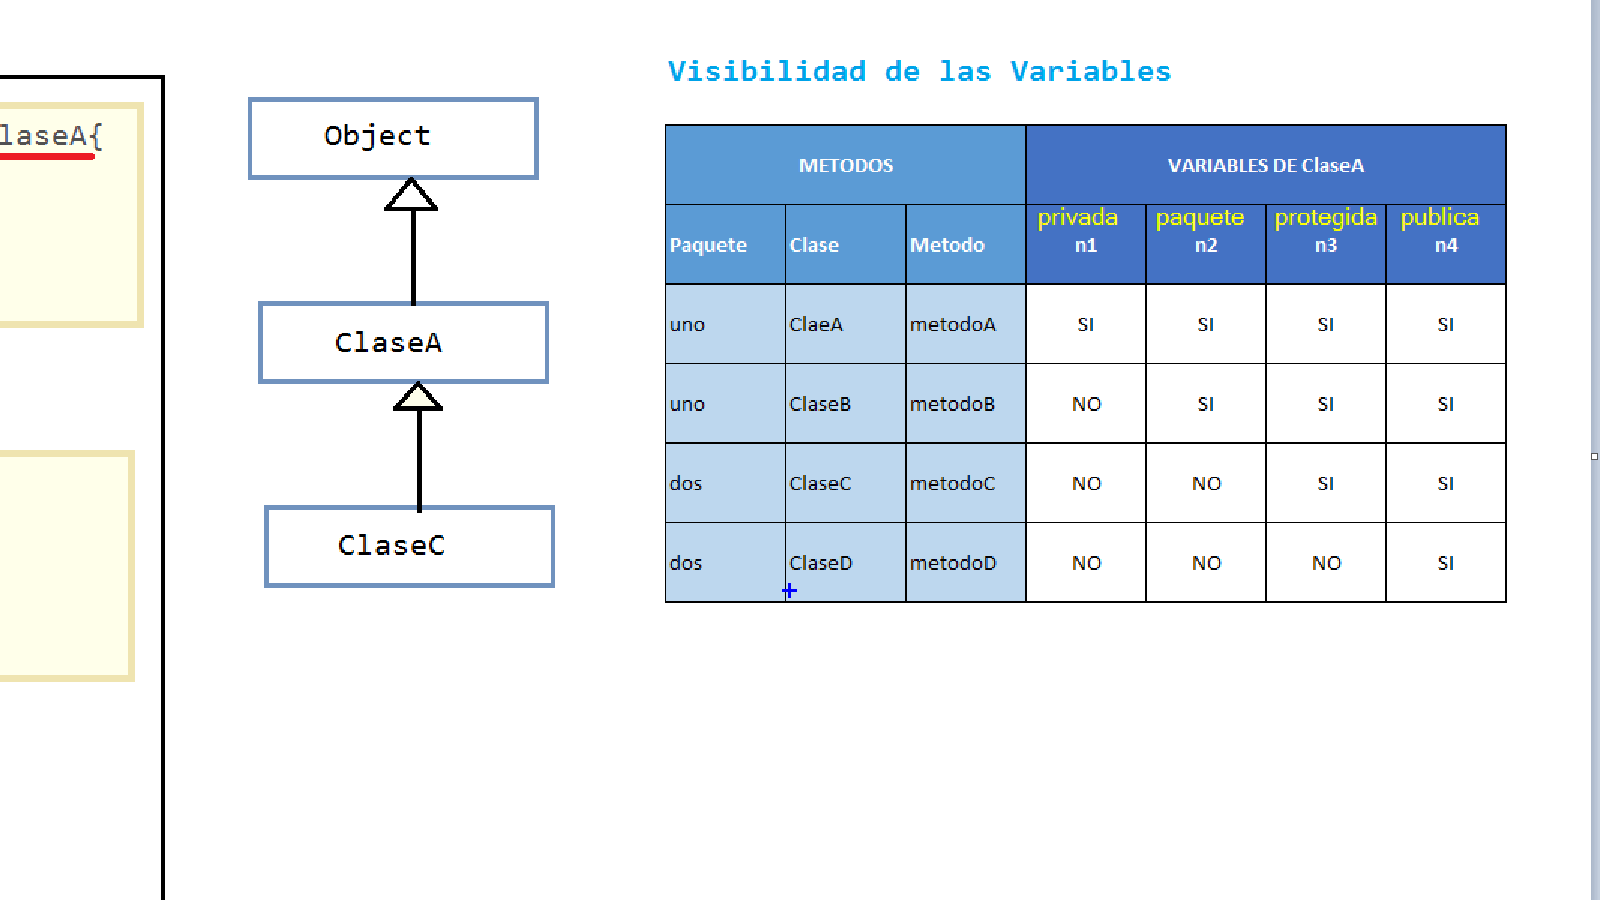 laseA{
Object
ClaseA
ClaseC
Visibilidad de las Variables
METODOS VARIABLES DE ClaseA
privada paquete protegida publica
Paquete Clase Metodo n1 n2 n3 n4
uno ClaeA metodoA SI SI SI SI
uno ClaseB metodoB NO SI SI SI
dos ClaseC metodoC NO NO SI SI
dos ClaseD metodoD NO NO NO SI